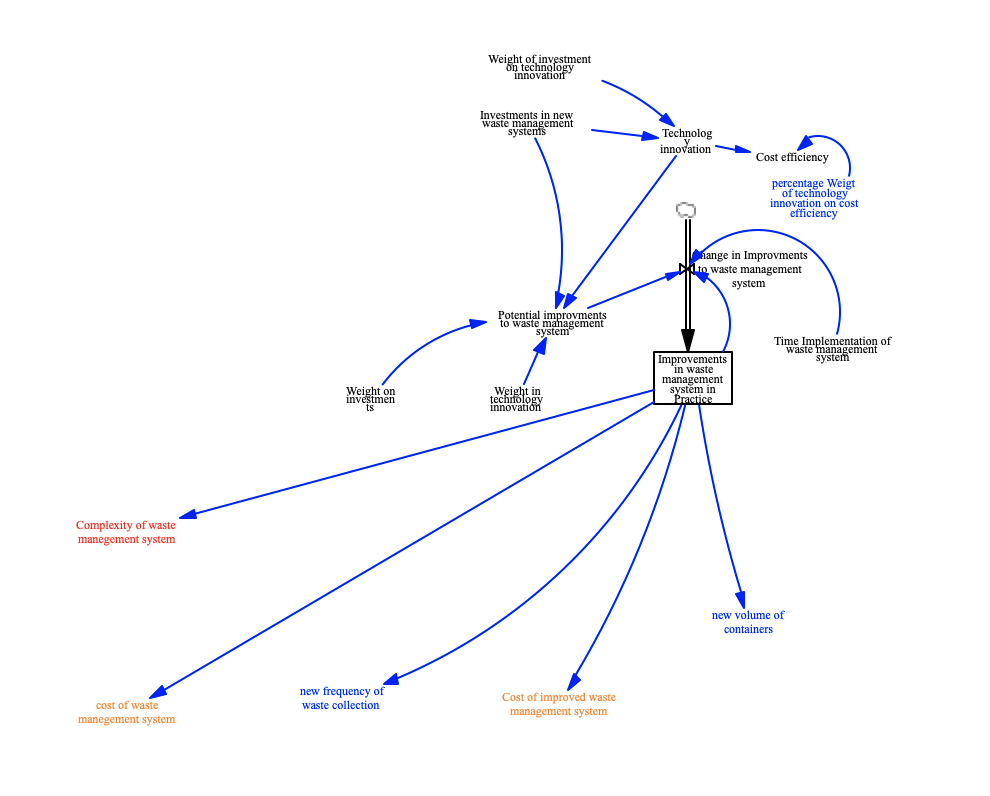 Weight of investment
on technology
innovation
Investments in new
waste management
systems
Technolog
y
innovation
Cost efficiency
percentage Weigt
of technology
innovation on cost
efficiency
hange in Improvments
to waste management
system
Potential improvments
to waste management
system
Time Implementation of
waste management
system
Improvements
in waste
management
system in
Practice
Weight on
investmen
ts
Weight in
technology
innovation
Complexity of waste
manegement system
new volume of
containers
new frequency of
waste collection
Cost of improved waste
management system
cost of waste
manegement system